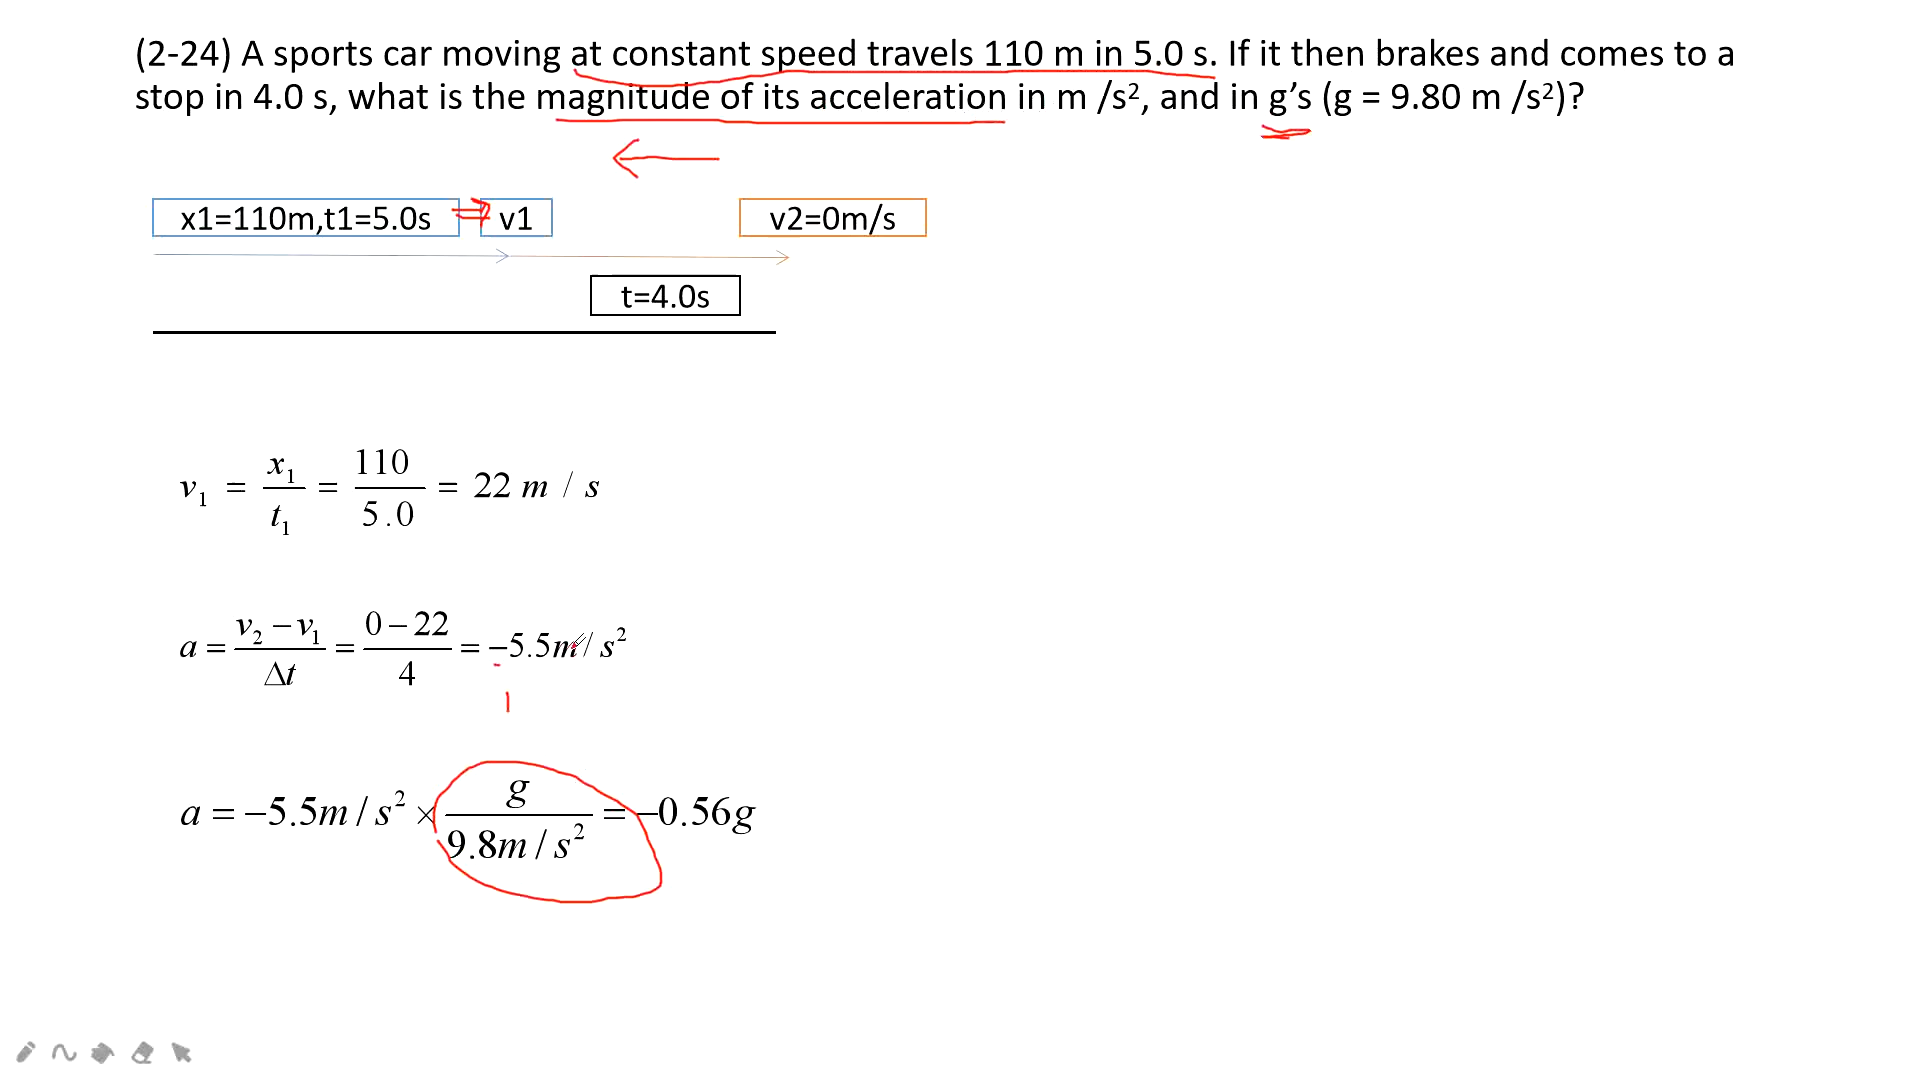 (2-24) A sports car moving at constant speed travels 110 m in 5.0 s. If it then brakes and comes to a
stop in 4.0 s, what is the magnitude of its acceleration in m /s², and in g’s (g = 9.80 m /s²)?
x1=110m,t1=5.0s v1 v2=0m/s
t=4.0s
v₁ = x₁/t₁ = 110/5.0 = 22 m / s
a = (v₂ − v₁)/Δt = (0 − 22)/4 = −5.5m / s²
a = −5.5m / s² × g/(9.8m / s²) = −0.56g